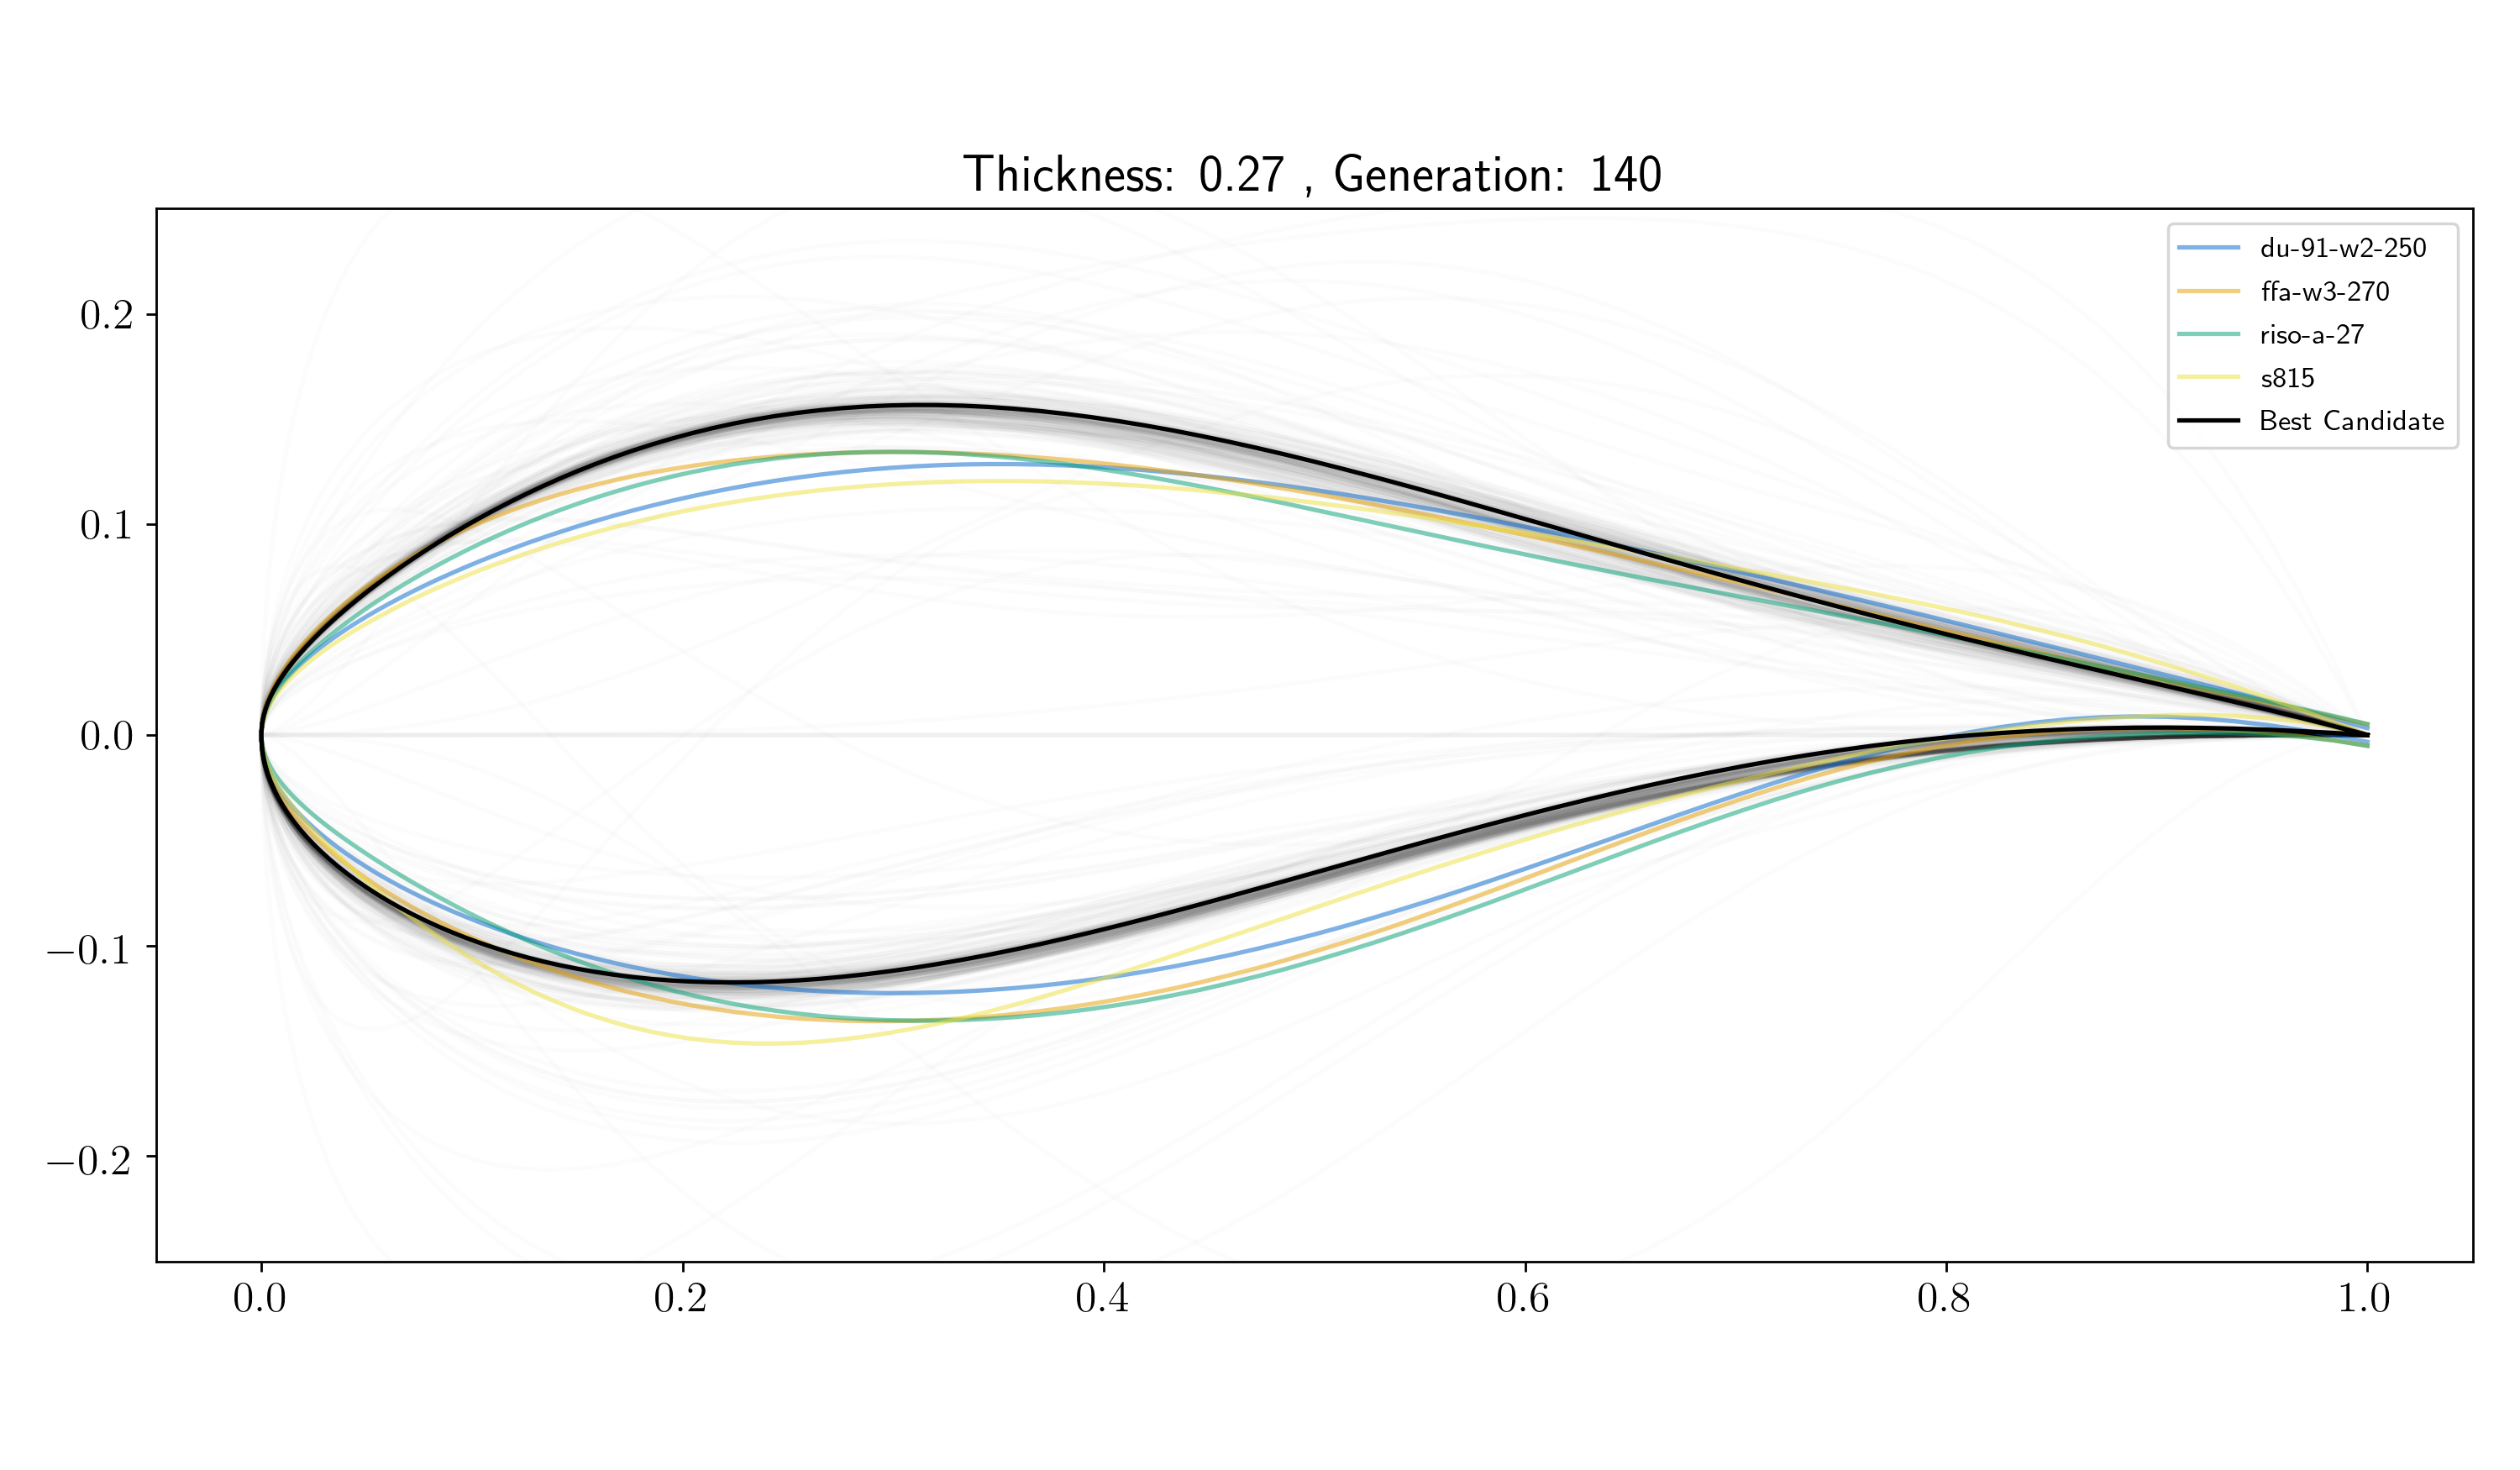 Thickness: 0.27 , Generation: 140
du-91-w2-250
ffa-w3-270
riso-a-27
s815
Best Candidate
0.2
0.1
0.0
−0.1
−0.2
0.0 0.2 0.4 0.6 0.8 1.0